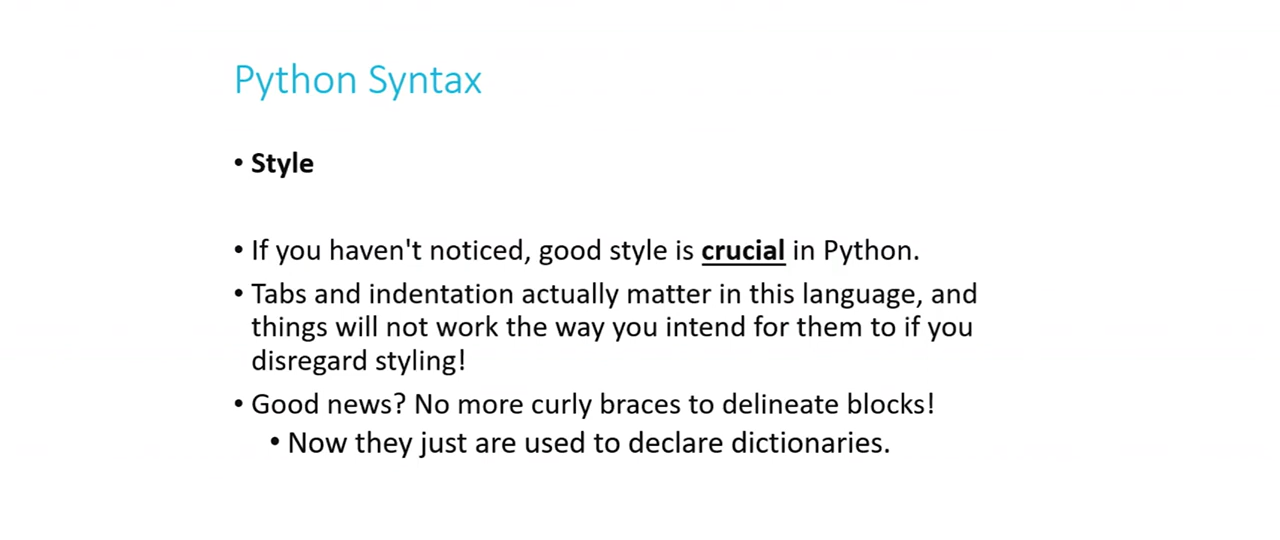 Python Syntax
• Style
• If you haven't noticed, good style is crucial in Python.
• Tabs and indentation actually matter in this language, and
things will not work the way you intend for them to if you
disregard styling!
• Good news? No more curly braces to delineate blocks!
• Now they just are used to declare dictionaries.